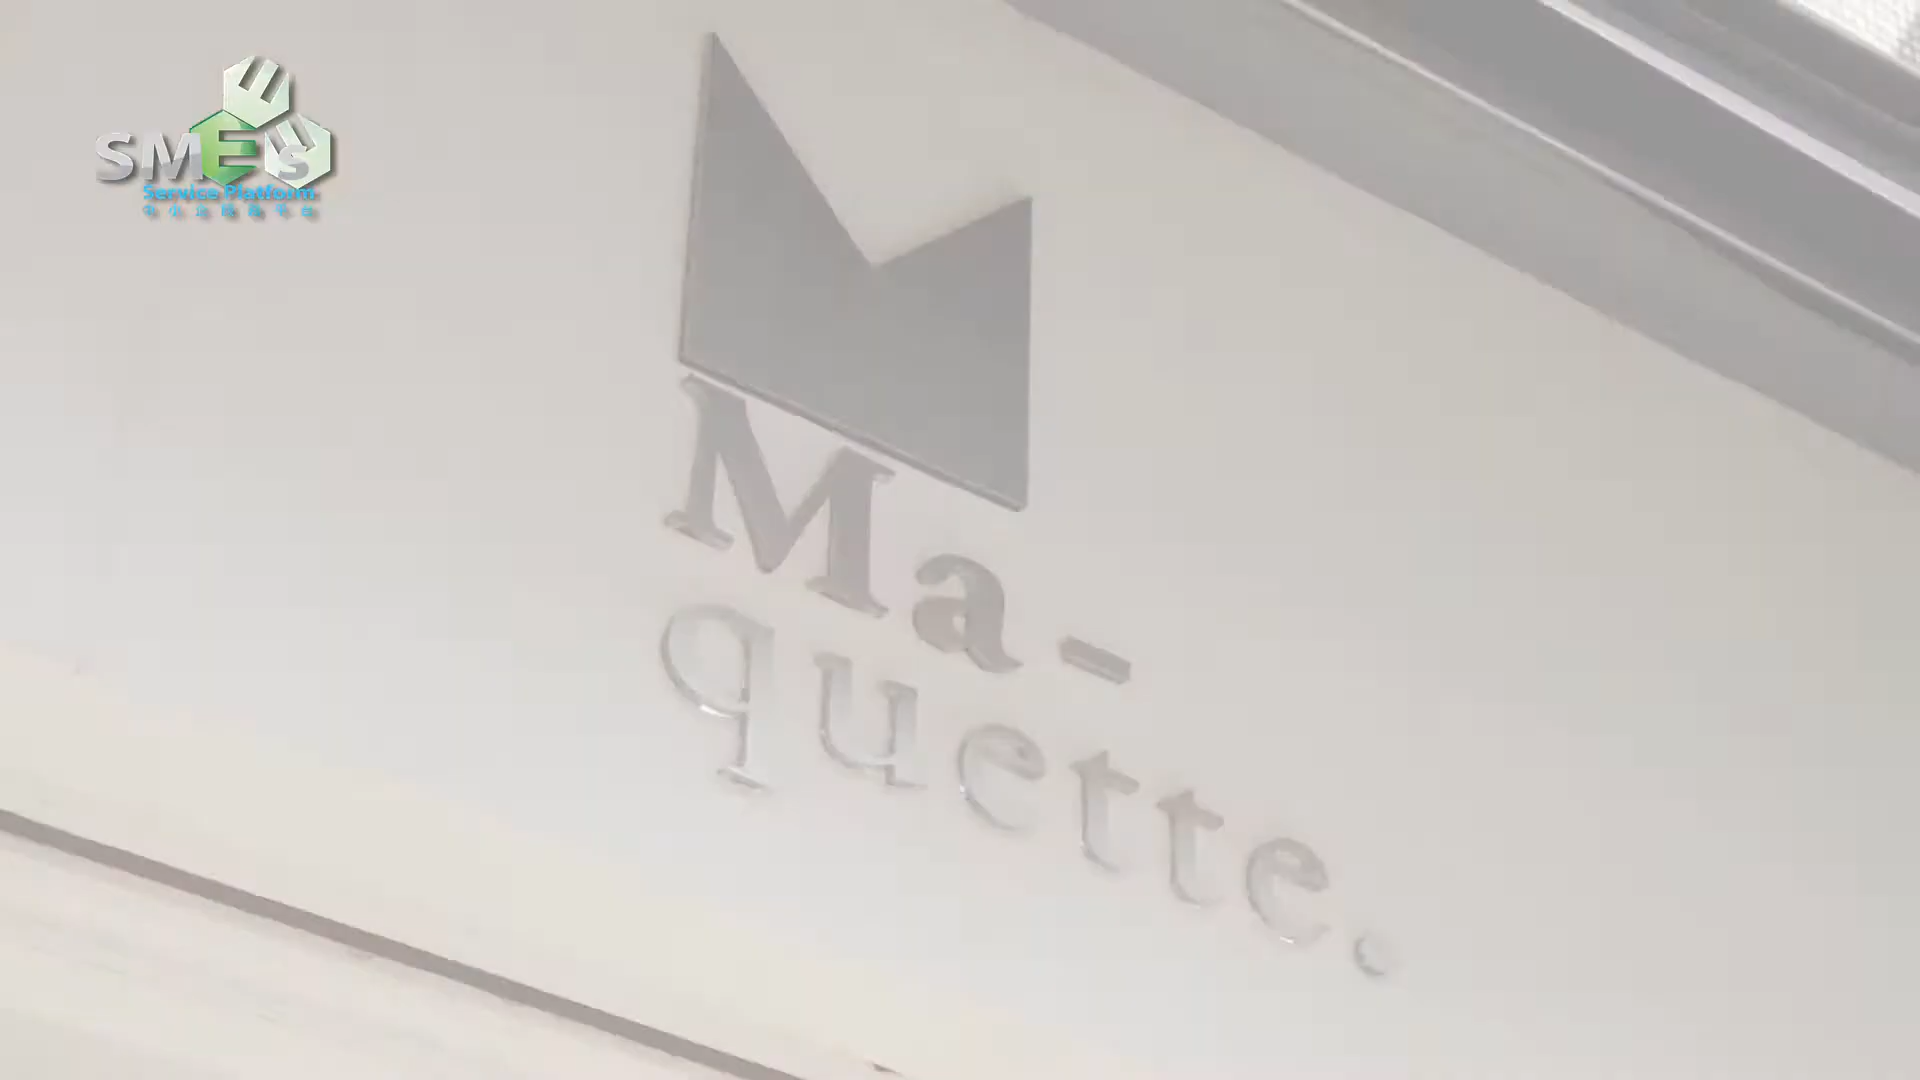 SMEs
Service Platform
Ma-
quette.